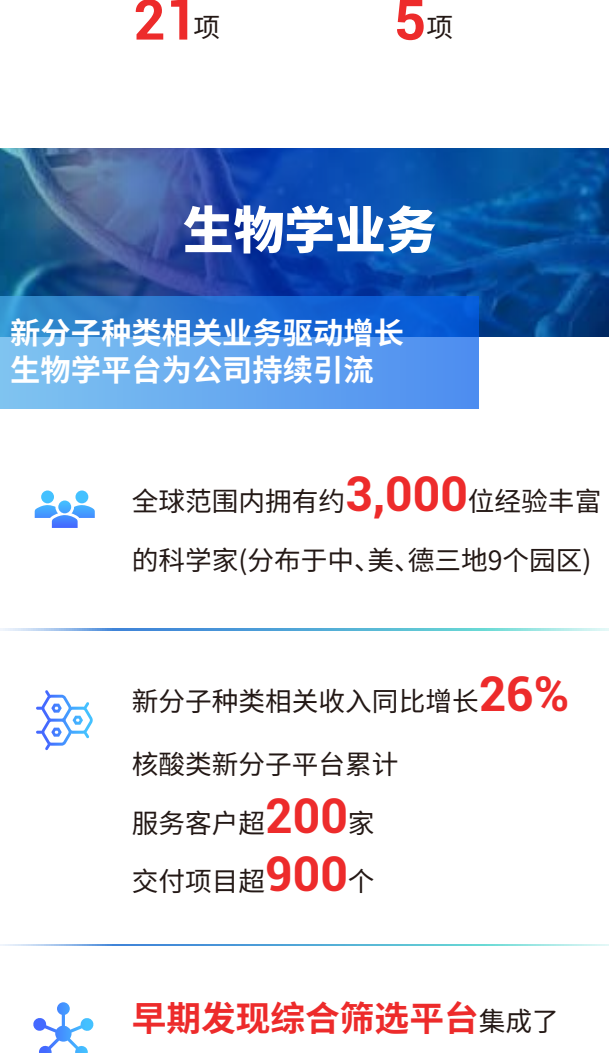 21项 5项
生物学业务
新分子种类相关业务驱动增长
生物学平台为公司持续引流
全球范围内拥有约3,000位经验丰富
的科学家(分布于中、美、德三地9个园区)
新分子种类相关收入同比增长26%
核酸类新分子平台累计
服务客户超200家
交付项目超900个
早期发现综合筛选平台集成了